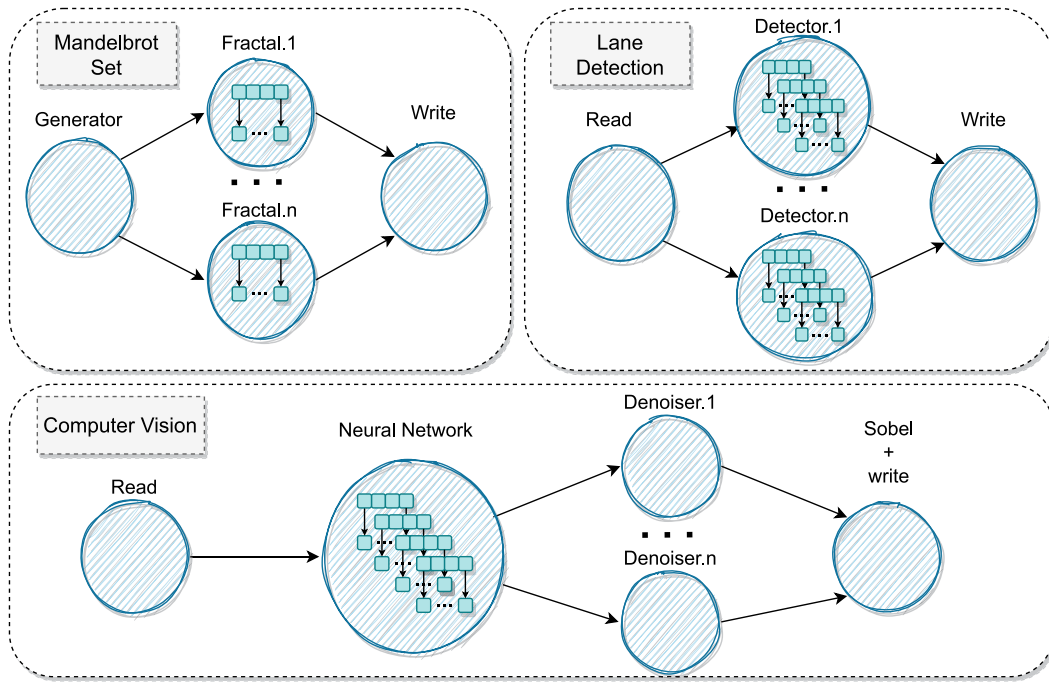 Mandelbrot
Set
Fractal.1
Generator
Write
Fractal.n
Lane
Detection
Detector.1
Read
Write
Detector.n
Computer Vision
Neural Network
Denoiser.1
Sobel
+
write
Read
Denoiser.n